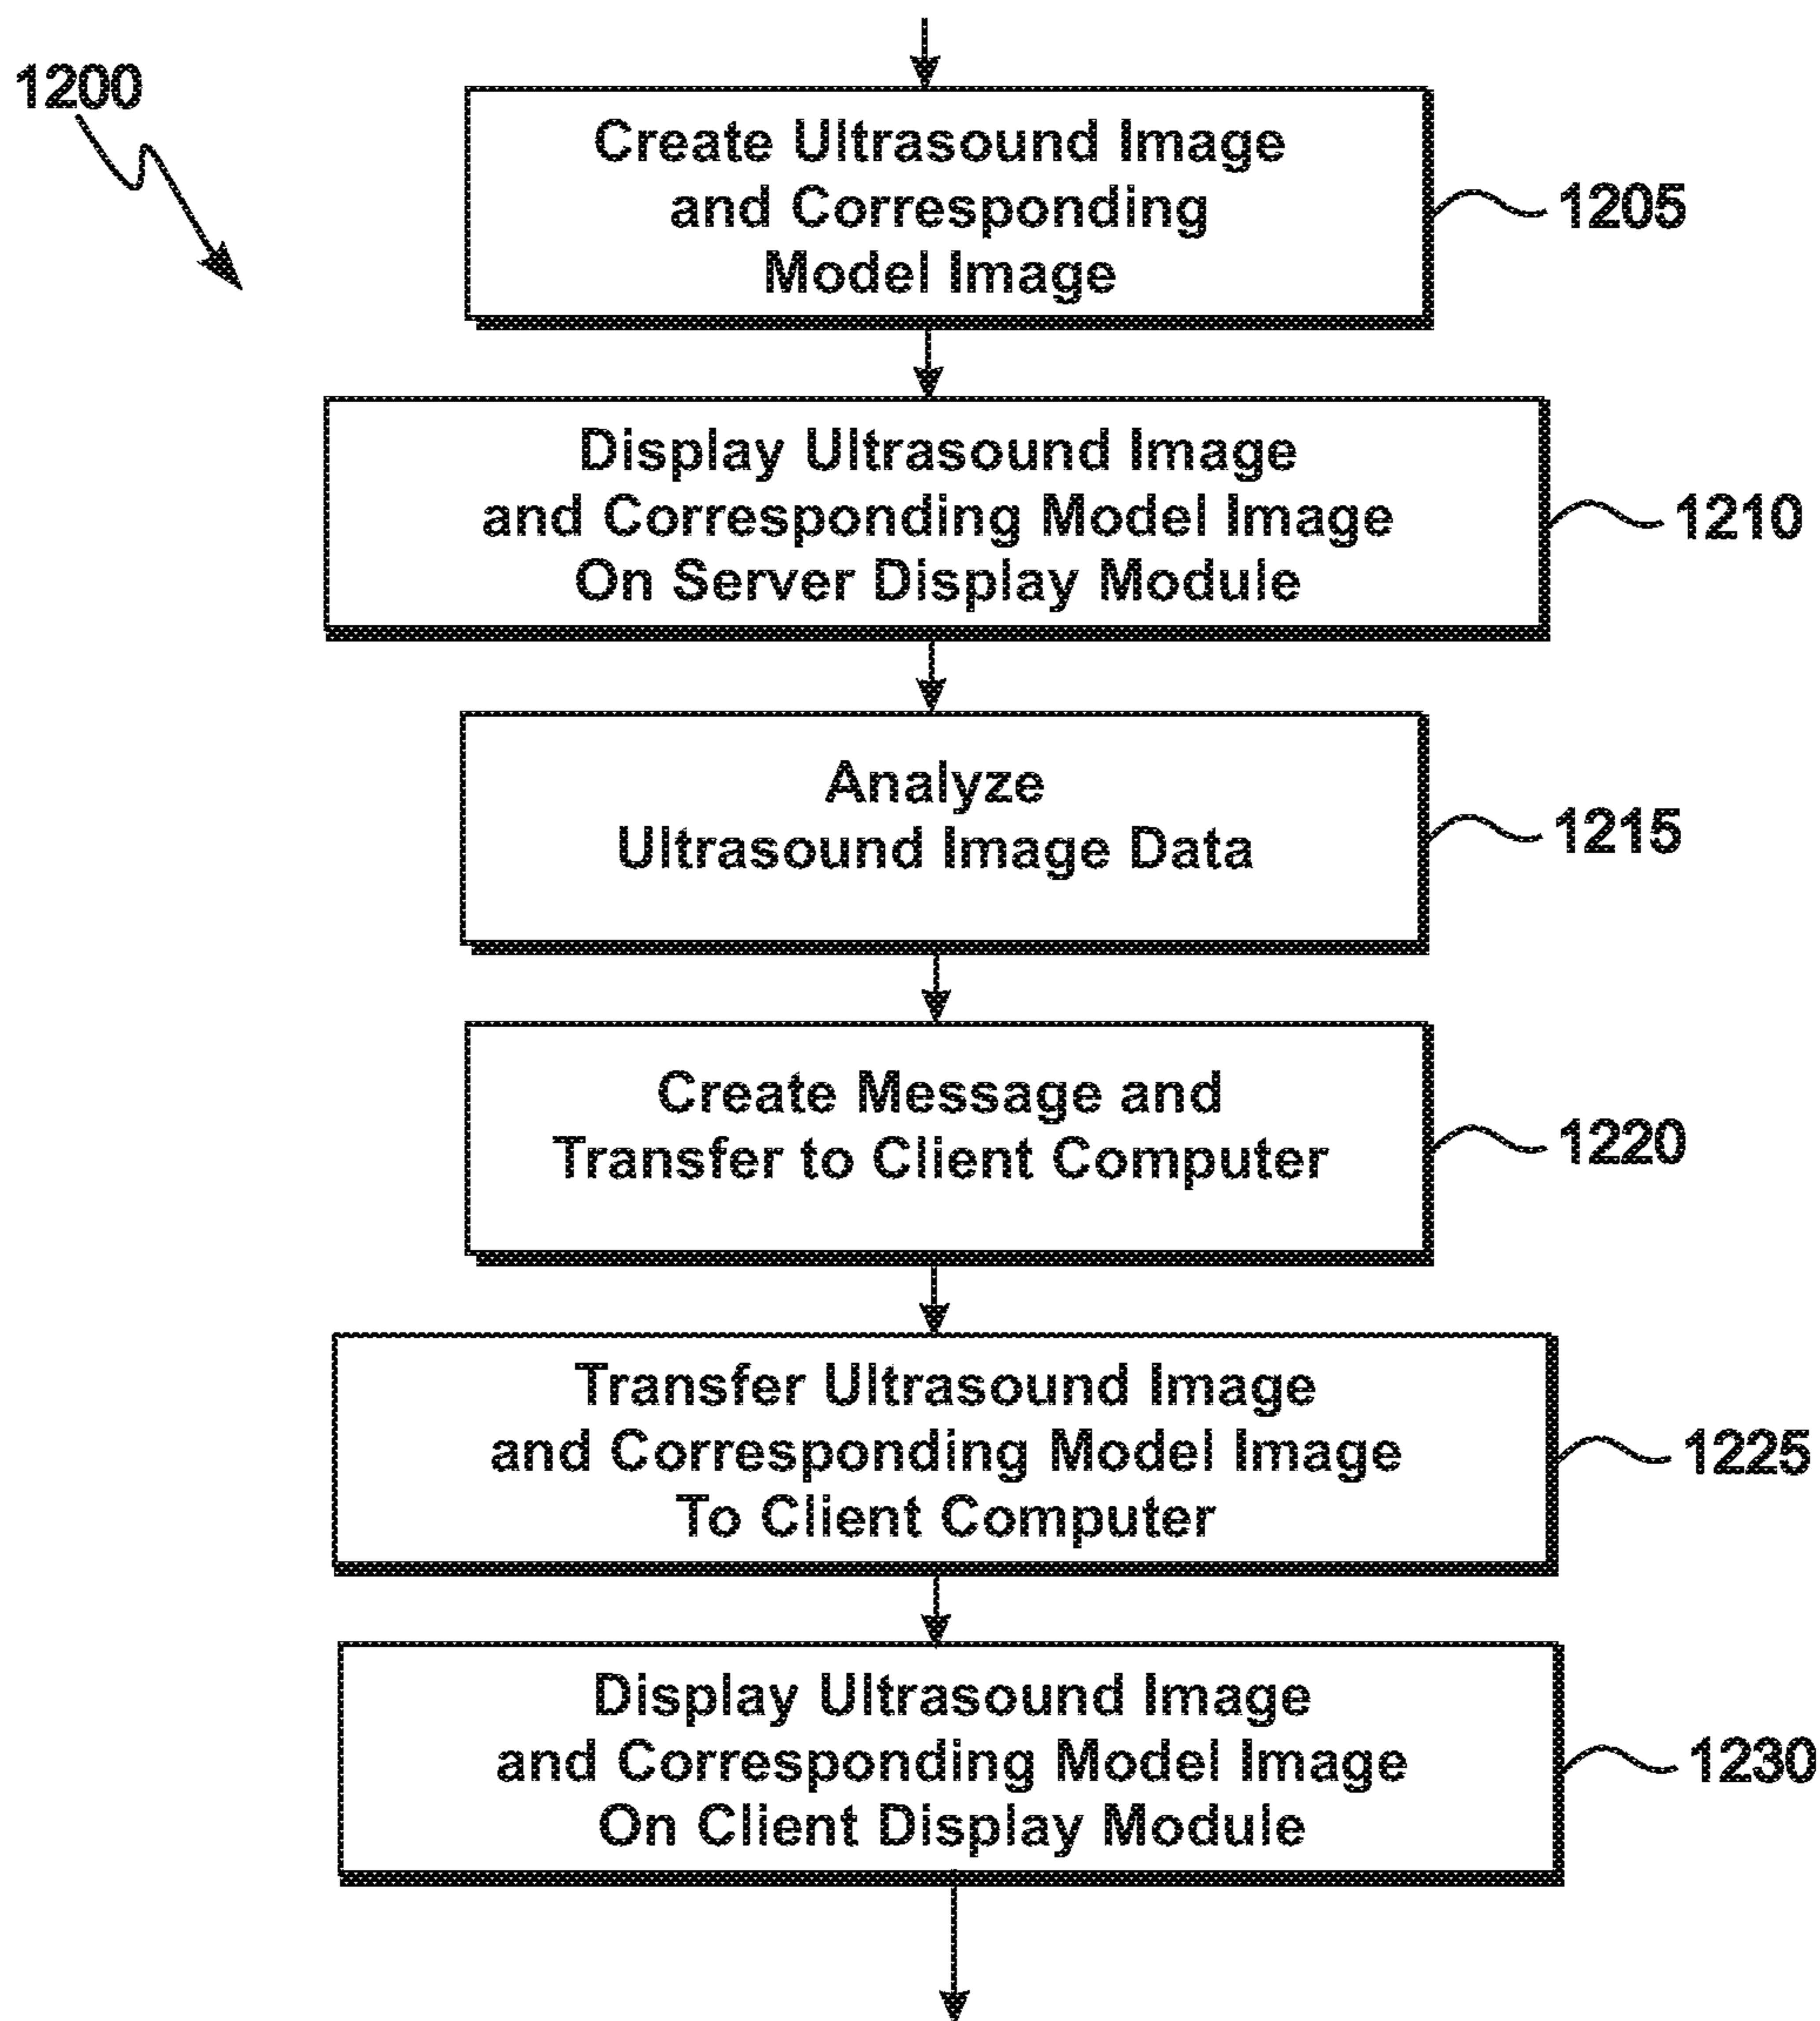 1200
Create Ultrasound Image
and Corresponding
Model Image
1205
Display Ultrasound Image
and Corresponding Model Image
On Server Display Module
1210
Analyze
Ultrasound Image Data
1215
Create Message and
Transfer to Client Computer
1220
Transfer Ultrasound Image
and Corresponding Model Image
To Client Computer
1225
Display Ultrasound Image
and Corresponding Model Image
On Client Display Module
1230